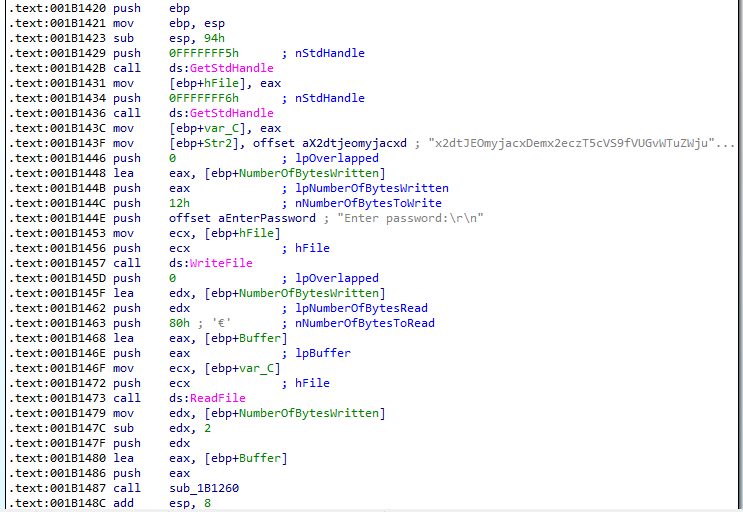 .text:001B1420 push ebp
.text:001B1421 mov ebp, esp
.text:001B1423 sub esp, 94h
.text:001B1429 push 0FFFFFFF5h ; nStdHandle
.text:001B142B call ds:GetStdHandle
.text:001B1431 mov [ebp+hFile], eax
.text:001B1434 push 0FFFFFFF6h ; nStdHandle
.text:001B1436 call ds:GetStdHandle
.text:001B143C mov [ebp+var_C], eax
.text:001B143F mov [ebp+Str2], offset aX2dtjeomyjacxd ; "x2dtJEOmyjacxDemx2eczT5cVS9fVUGvWTuZWju"...
.text:001B1446 push 0 ; lpOverlapped
.text:001B1448 lea eax, [ebp+NumberOfBytesWritten]
.text:001B144B push eax ; lpNumberOfBytesWritten
.text:001B144C push 12h ; nNumberOfBytesToWrite
.text:001B144E push offset aEnterPassword ; "Enter password:\r\n"
.text:001B1453 mov ecx, [ebp+hFile]
.text:001B1456 push ecx ; hFile
.text:001B1457 call ds:WriteFile
.text:001B145D push 0 ; lpOverlapped
.text:001B145F lea edx, [ebp+NumberOfBytesWritten]
.text:001B1462 push edx ; lpNumberOfBytesRead
.text:001B1463 push 80h ; '€' ; nNumberOfBytesToRead
.text:001B1468 lea eax, [ebp+Buffer]
.text:001B146E push eax ; lpBuffer
.text:001B146F mov ecx, [ebp+var_C]
.text:001B1472 push ecx ; hFile
.text:001B1473 call ds:ReadFile
.text:001B1479 mov edx, [ebp+NumberOfBytesWritten]
.text:001B147C sub edx, 2
.text:001B147F push edx
.text:001B1480 lea eax, [ebp+Buffer]
.text:001B1486 push eax
.text:001B1487 call sub_1B1260
.text:001B148C add esp, 8